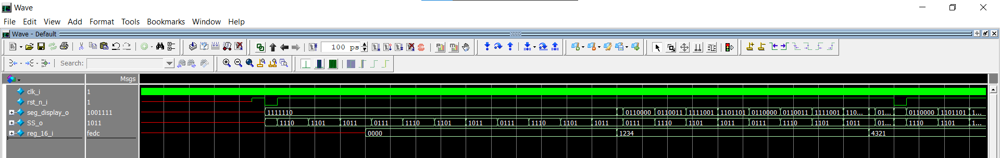 Wave
File Edit View Add Format Tools Bookmarks Window Help
Wave - Default
100 ps
Search:
Msgs
clk_i 1
rst_n_i 1
seg_display_o 1001111 1111110 0110000 0110011 1111001 1101101 0110000 0110011 1111001 110... 01... 0110000 1101101 1...
SS_o 1011 1110 1101 1011 0111 1110 1101 1011 0111 1110 1101 1011 0111 1110 1101 1011 0111 1110 1101 1011 01... 1110 1101 1...
reg_16_i fedc 0000 1234 4321